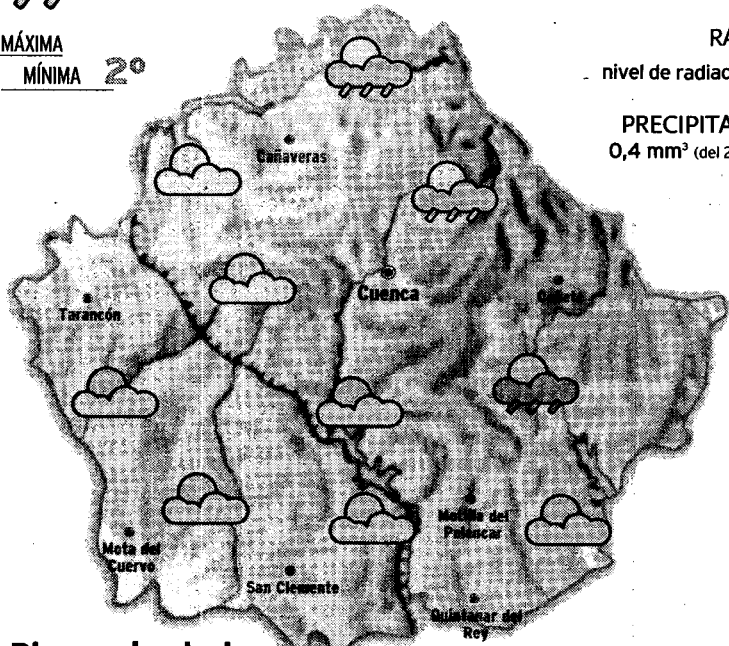 MÁXIMA
MÍNIMA 2º
RA
nivel de radiac
PRECIPITA
0,4 mm³ (del 2
Cañaveras
Cuenca
Cañete
Tarancón
Motilla del
Palancar
Mota del
Cuervo
San Clemente
Quintanar del
Rey